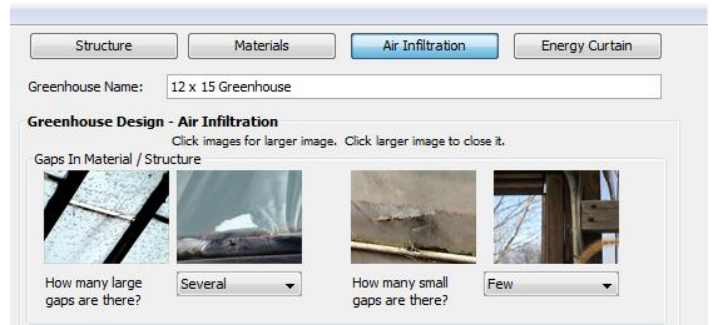 Structure Materials Air Infiltration Energy Curtain
Greenhouse Name: 12 x 15 Greenhouse
Greenhouse Design - Air Infiltration
Click images for larger image. Click larger image to close it.
Gaps In Material / Structure
How many large
gaps are there?
Several
How many small
gaps are there?
Few